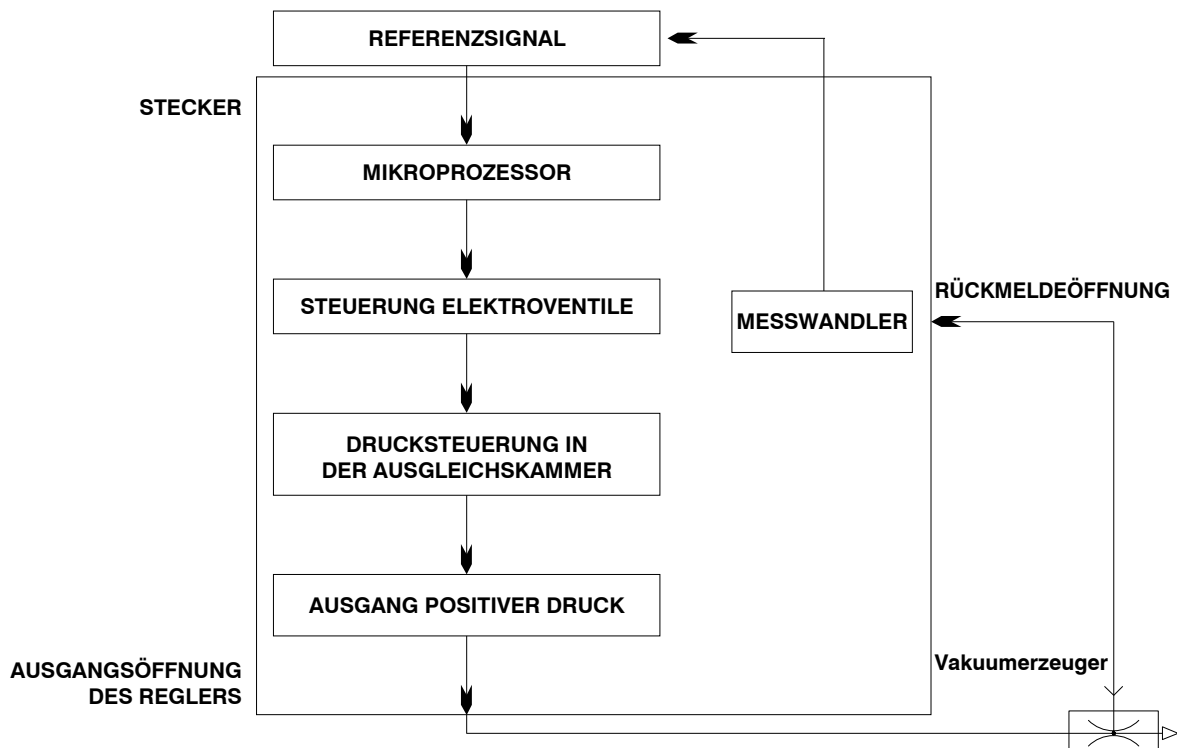 REFERENZSIGNAL
STECKER
MIKROPROZESSOR
STEUERUNG ELEKTROVENTILE
MESSWANDLER
RÜCKMELDEÖFFNUNG
DRUCKSTEUERUNG IN
DER AUSGLEICHSKAMMER
AUSGANG POSITIVER DRUCK
AUSGANGSÖFFNUNG
DES REGLERS
Vakuumerzeuger